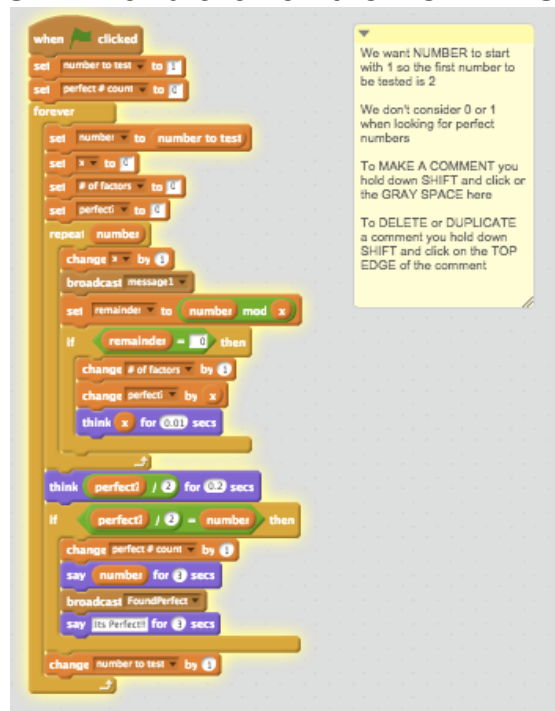 when clicked
set number to test to 1
set perfect # count to 0
forever
set number to number to test
set x to 0
set # of factors to 0
set perfect? to 0
repeat number
change x by 1
broadcast message1
set remainder to number mod x
if remainder = 0 then
change # of factors by 1
change perfect? by x
think x for 0.01 secs
think perfect? / 2 for 0.2 secs
if perfect? / 2 = number then
change perfect # count by 1
say number for 3 secs
broadcast FoundPerfect
say Its Perfect!! for 3 secs
change number to test by 1
We want NUMBER to start
with 1 so the first number to
be tested is 2
We don't consider 0 or 1
when looking for perfect
numbers
To MAKE A COMMENT you
hold down SHIFT and click or
the GRAY SPACE here
To DELETE or DUPLICATE
a comment you hold down
SHIFT and click on the TOP
EDGE of the comment